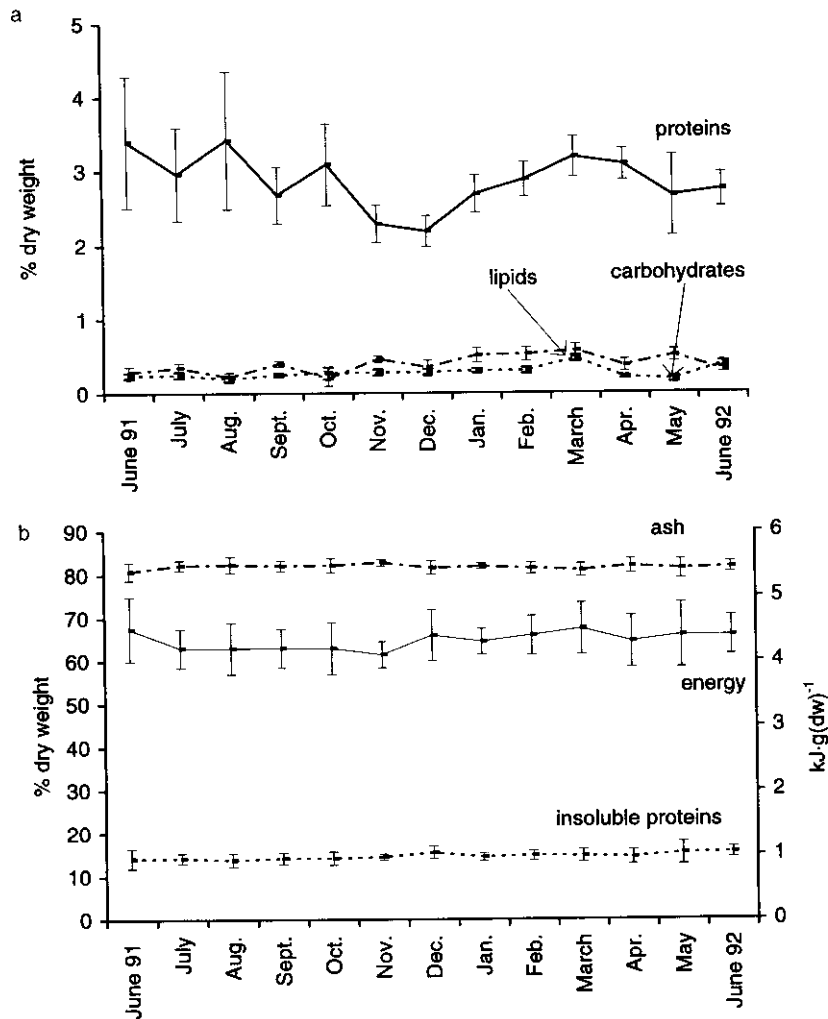 a
5
4
3
2
1
0
% dry weight
proteins
lipids
carbohydrates
June 91
July
Aug.
Sept.
Oct.
Nov.
Dec.
Jan.
Feb.
March
Apr.
May
June 92
b
90
80
70
60
50
40
30
20
10
0
% dry weight
ash
energy
insoluble proteins
6
5
4
3
2
1
0
kJ·g(dw)⁻¹
June 91
July
Aug.
Sept.
Oct.
Nov.
Dec.
Jan.
Feb.
March
Apr.
May
June 92